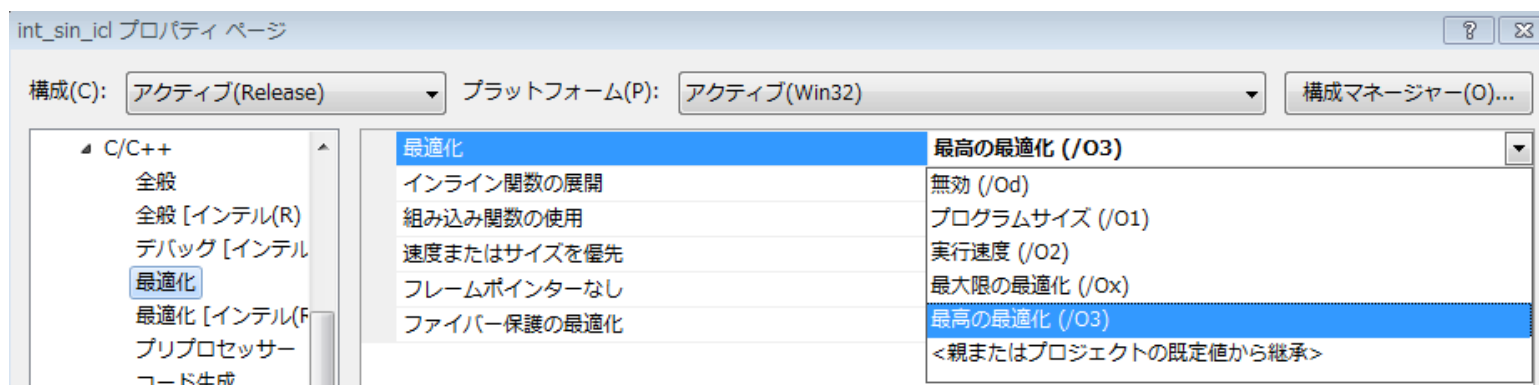 int_sin_icl プロパティ ページ
構成(C): アクティブ(Release) プラットフォーム(P): アクティブ(Win32) 構成マネージャー(O)...
C/C++
全般
全般 [インテル(R)
デバッグ [インテル
最適化
最適化 [インテル(R
プリプロセッサー
コード生成
最適化 最高の最適化 (/O3)
インライン関数の展開
組み込み関数の使用
速度またはサイズを優先
フレームポインターなし
ファイバー保護の最適化
無効 (/Od)
プログラムサイズ (/O1)
実行速度 (/O2)
最大限の最適化 (/Ox)
最高の最適化 (/O3)
<親またはプロジェクトの既定値から継承>